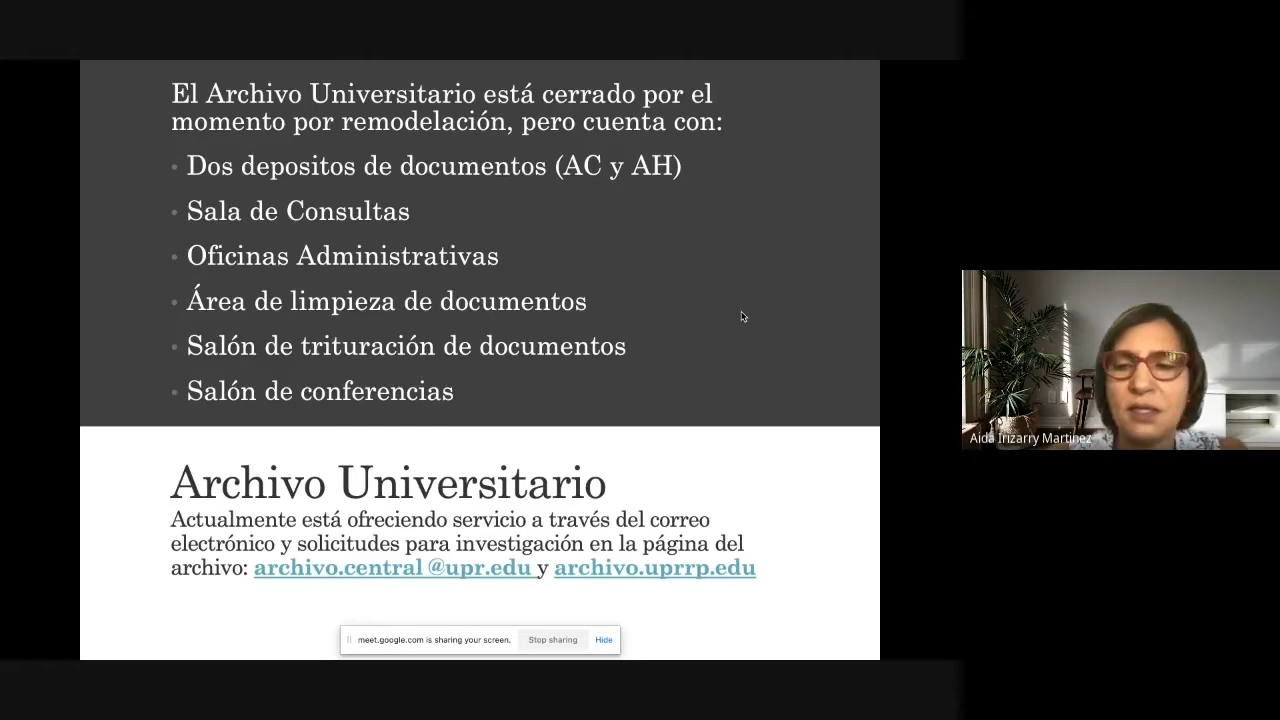 El Archivo Universitario está cerrado por el
momento por remodelación, pero cuenta con:
• Dos depositos de documentos (AC y AH)
• Sala de Consultas
• Oficinas Administrativas
• Área de limpieza de documentos
• Salón de trituración de documentos
• Salón de conferencias
Archivo Universitario
Actualmente está ofreciendo servicio a través del correo
electrónico y solicitudes para investigación en la página del
archivo: archivo.central @upr.edu y archivo.uprrp.edu
meet.google.com is sharing your screen. Stop sharing Hide
Aida Irizarry Martinez